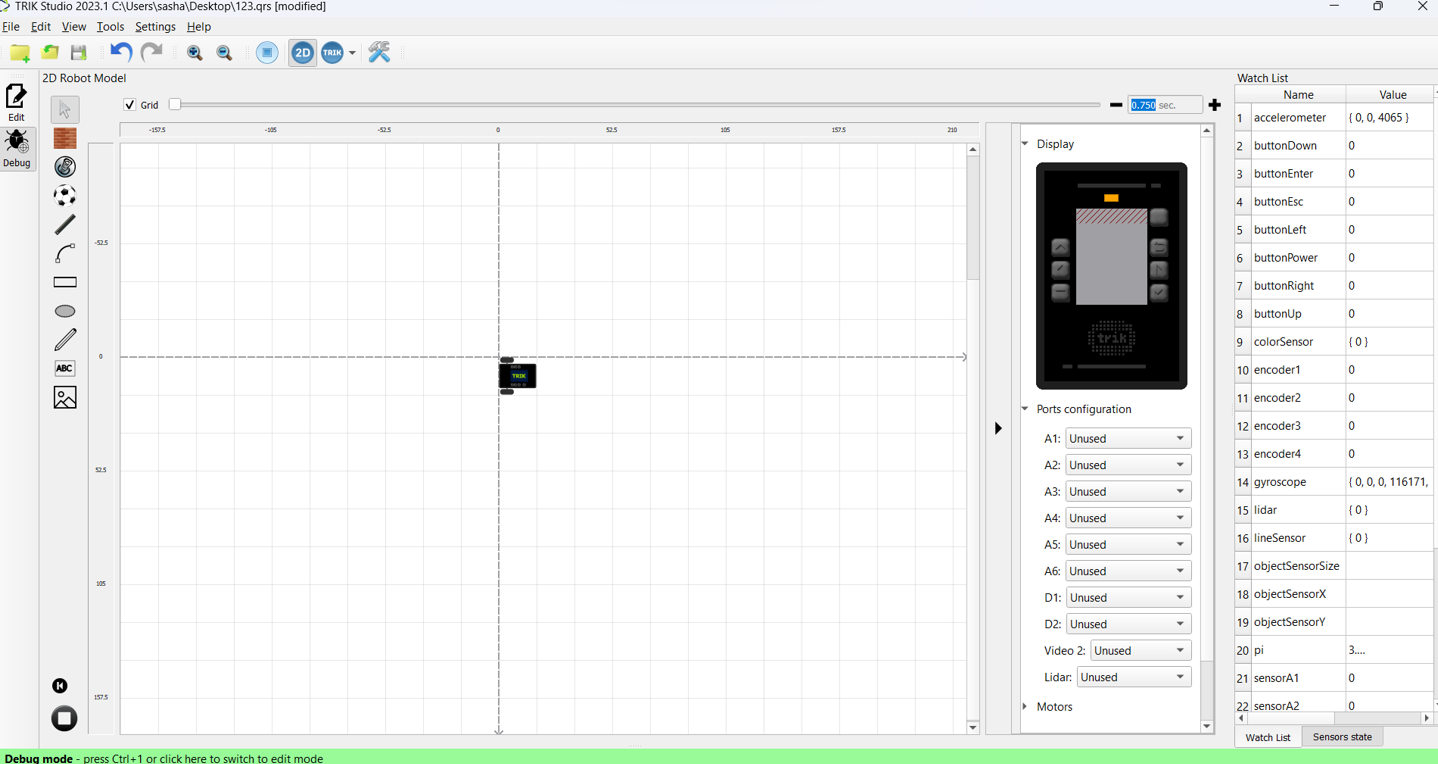 TRIK Studio 2023.1 C:\Users\sasha\Desktop\123.qrs [modified]
File Edit View Tools Settings Help
2D TRIK
Edit
Debug
2D Robot Model
Grid
0.750 sec.
-157.5 -105 -52.5 0 52.5 105 157.5 210
-52.5
0
52.5
105
157.5
ABC
TRIK
Display
trik
Ports configuration
A1: Unused
A2: Unused
A3: Unused
A4: Unused
A5: Unused
A6: Unused
D1: Unused
D2: Unused
Video 2: Unused
Lidar: Unused
Motors
Watch List
Name Value
1 accelerometer { 0, 0, 4065 }
2 buttonDown 0
3 buttonEnter 0
4 buttonEsc 0
5 buttonLeft 0
6 buttonPower 0
7 buttonRight 0
8 buttonUp 0
9 colorSensor { 0 }
10 encoder1 0
11 encoder2 0
12 encoder3 0
13 encoder4 0
14 gyroscope { 0, 0, 0, 116171,
15 lidar { 0 }
16 lineSensor { 0 }
17 objectSensorSize
18 objectSensorX
19 objectSensorY
20 pi 3....
21 sensorA1 0
22 sensorA2 0
Watch List Sensors state
Debug mode - press Ctrl+1 or click here to switch to edit mode